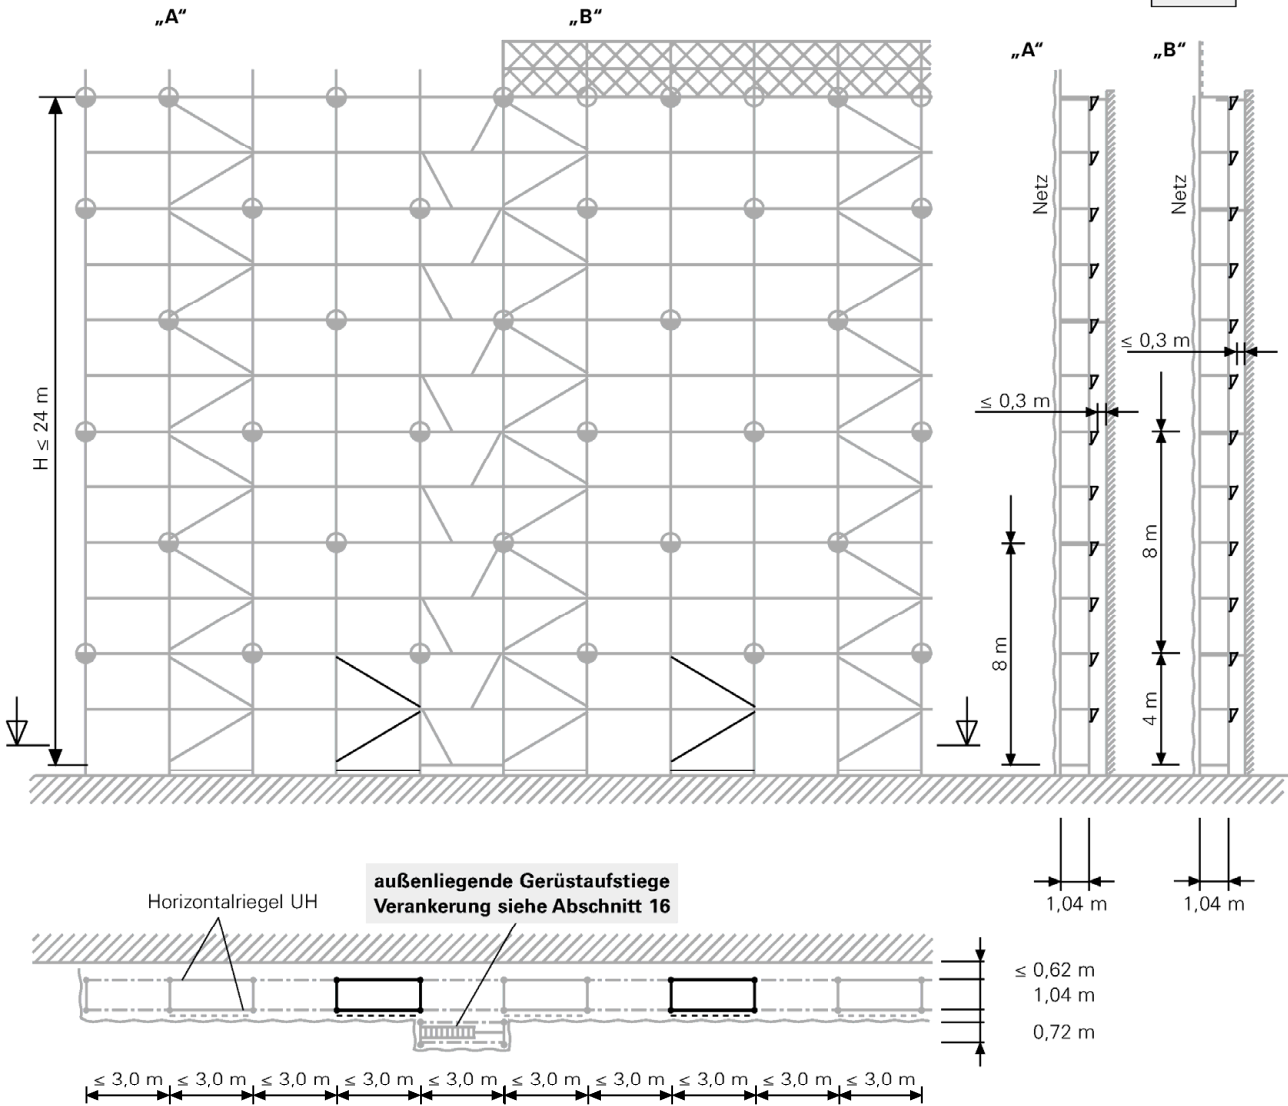 „A“
„B“
„A“
„B“
Netz
Netz
H ≤ 24 m
≤ 0,3 m
≤ 0,3 m
8 m
8 m
4 m
1,04 m
1,04 m
Horizontalriegel UH
außenliegende Gerüstaufstiege
Verankerung siehe Abschnitt 16
≤ 0,62 m
1,04 m
0,72 m
≤ 3,0 m ≤ 3,0 m ≤ 3,0 m ≤ 3,0 m ≤ 3,0 m ≤ 3,0 m ≤ 3,0 m ≤ 3,0 m ≤ 3,0 m ≤ 3,0 m